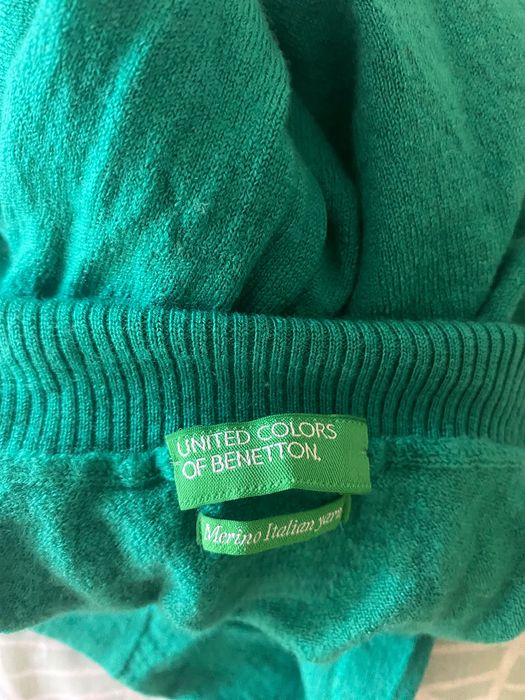 UNITED COLORS
OF BENETTON.
Merino Italian yarn